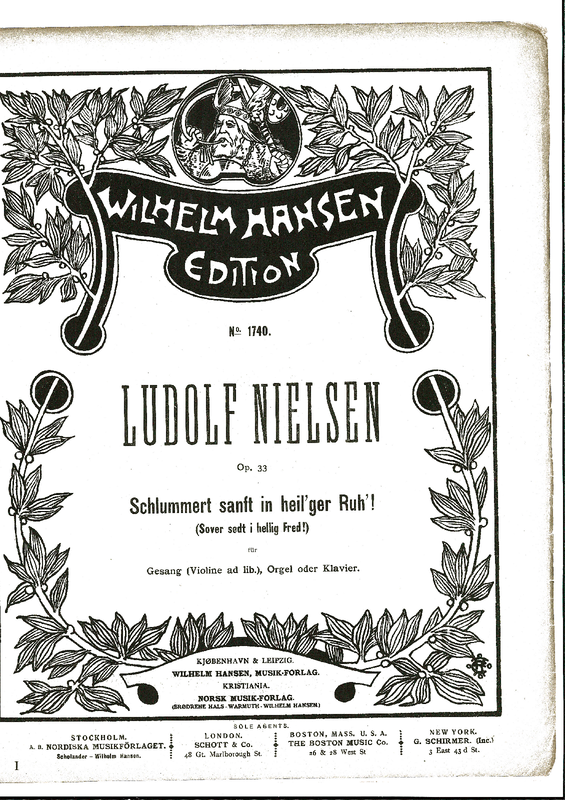 WILHELM HANSEN
EDITION
No. 1740.
LUDOLF NIELSEN
Op. 33
Schlummert sanft in heil'ger Ruh'!
(Sover sødt i hellig Fred!)
für
Gesang (Violine ad lib.), Orgel oder Klavier.
KJØBENHAVN & LEIPZIG.
WILHELM HANSEN, MUSIK-FORLAG.
KRISTIANIA.
NORSK MUSIK-FORLAG.
(BRØDRENE HALS - WARMUTH - WILHELM HANSEN)
SOLE AGENTS.
STOCKHOLM.
A. B. NORDISKA MUSIKFÖRLAGET.
Scholander - Wilhelm Hansen.
LONDON.
SCHOTT & Co.
48 Gt. Marlborough St.
BOSTON, MASS. U. S. A.
THE BOSTON MUSIC Co.
26 & 28 West St
NEW YORK.
G. SCHIRMER. (Inc.)
3 East 43 d St.
1